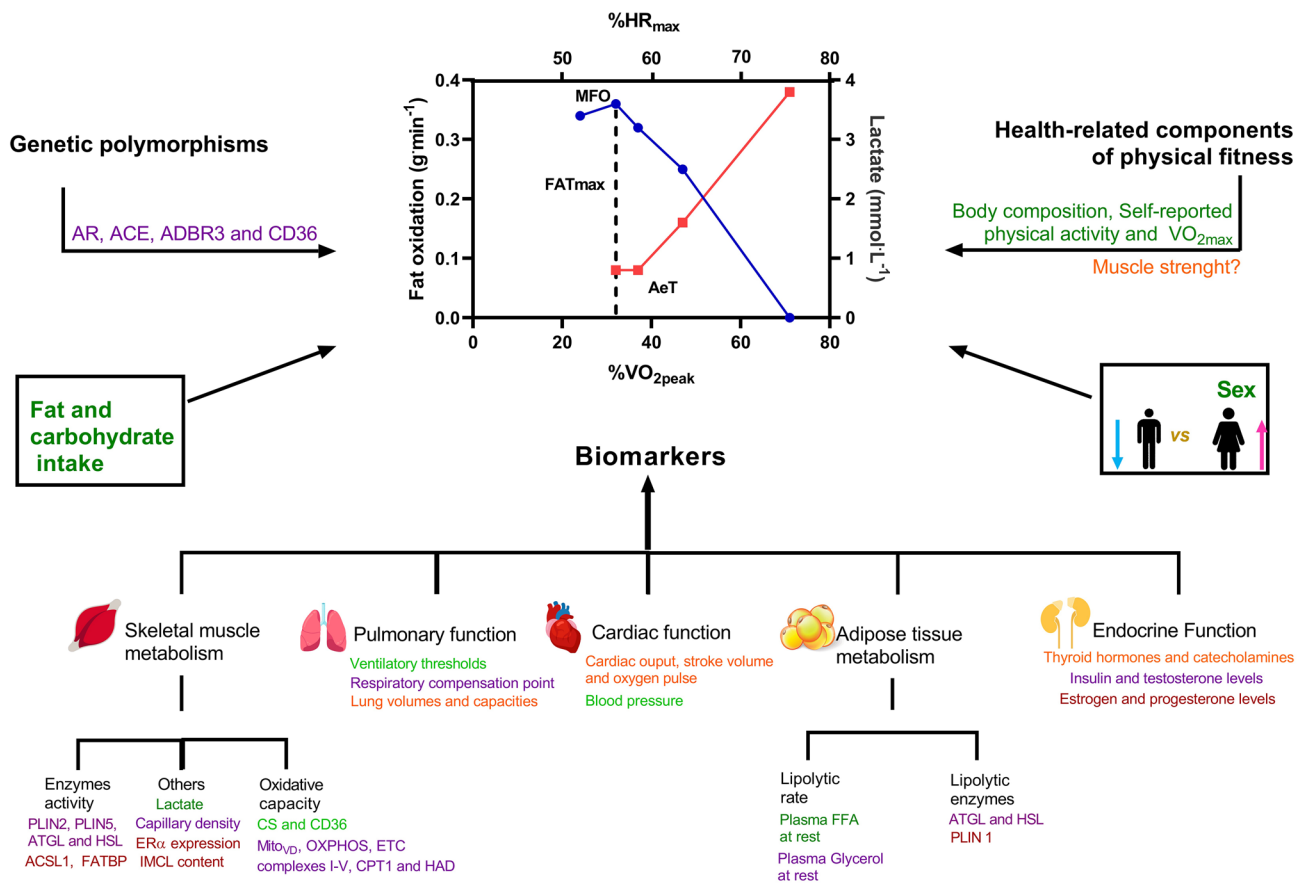 %HRmax
50 60 70 80
0.4
0.3
0.2
0.1
0.0
Fat oxidation (g·min-1)
MFO
FATmax
AeT
4
3
2
1
0
Lactate (mmol·L-1)
0 20 40 60 80
%VO2peak
Genetic polymorphisms
AR, ACE, ADBR3 and CD36
Health-related components
of physical fitness
Body composition, Self-reported
physical activity and VO2max
Muscle strenght?
Fat and
carbohydrate
intake
Sex
vs
Biomarkers
Skeletal muscle
metabolism
Enzymes
activity
PLIN2, PLIN5,
ATGL and HSL
ACSL1, FATBP
Others
Lactate
Capillary density
ERα expression
IMCL content
Oxidative
capacity
CS and CD36
MitoVD, OXPHOS, ETC
complexes I-V, CPT1 and HAD
Pulmonary function
Ventilatory thresholds
Respiratory compensation point
Lung volumes and capacities
Cardiac function
Cardiac ouput, stroke volume
and oxygen pulse
Blood pressure
Adipose tissue
metabolism
Lipolytic
rate
Plasma FFA
at rest
Plasma Glycerol
at rest
Lipolytic
enzymes
ATGL and HSL
PLIN 1
Endocrine Function
Thyroid hormones and catecholamines
Insulin and testosterone levels
Estrogen and progesterone levels